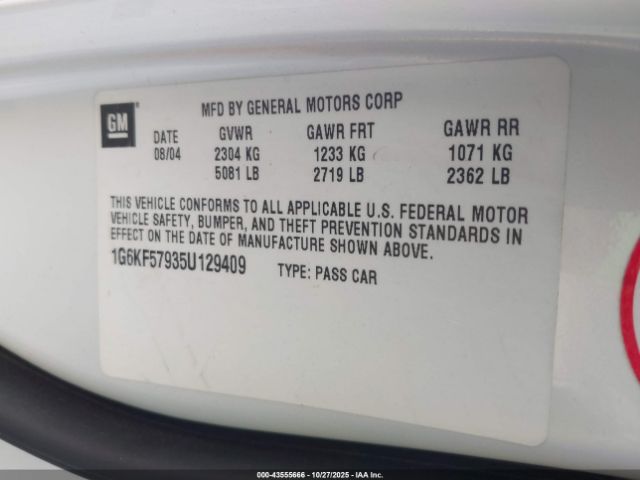 GM
MFD BY GENERAL MOTORS CORP
DATE GVWR GAWR FRT GAWR RR
08/04 2304 KG 1233 KG 1071 KG
5081 LB 2719 LB 2362 LB
THIS VEHICLE CONFORMS TO ALL APPLICABLE U.S. FEDERAL MOTOR
VEHICLE SAFETY, BUMPER, AND THEFT PREVENTION STANDARDS IN
EFFECT ON THE DATE OF MANUFACTURE SHOWN ABOVE.
1G6KF57935U129409 TYPE: PASS CAR
000-43555666 10/27/2025 IAA Inc.